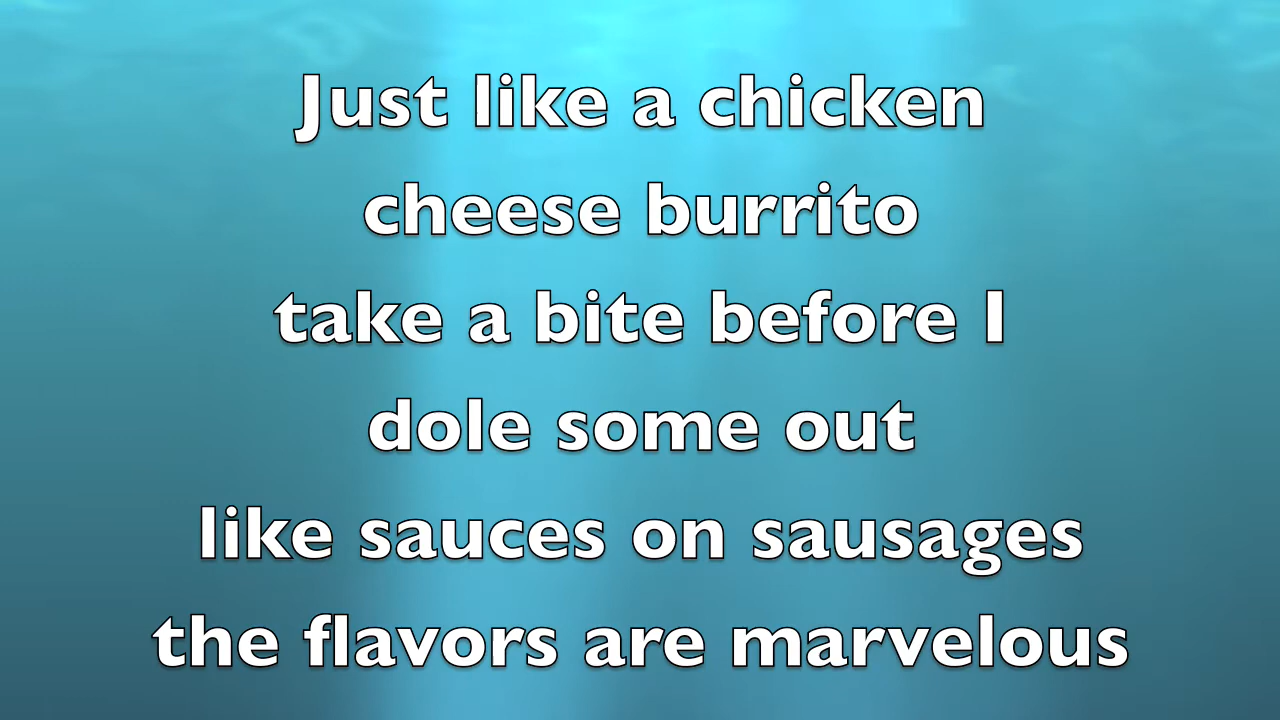 Just like a chicken
cheese burrito
take a bite before I
dole some out
like sauces on sausages
the flavors are marvelous